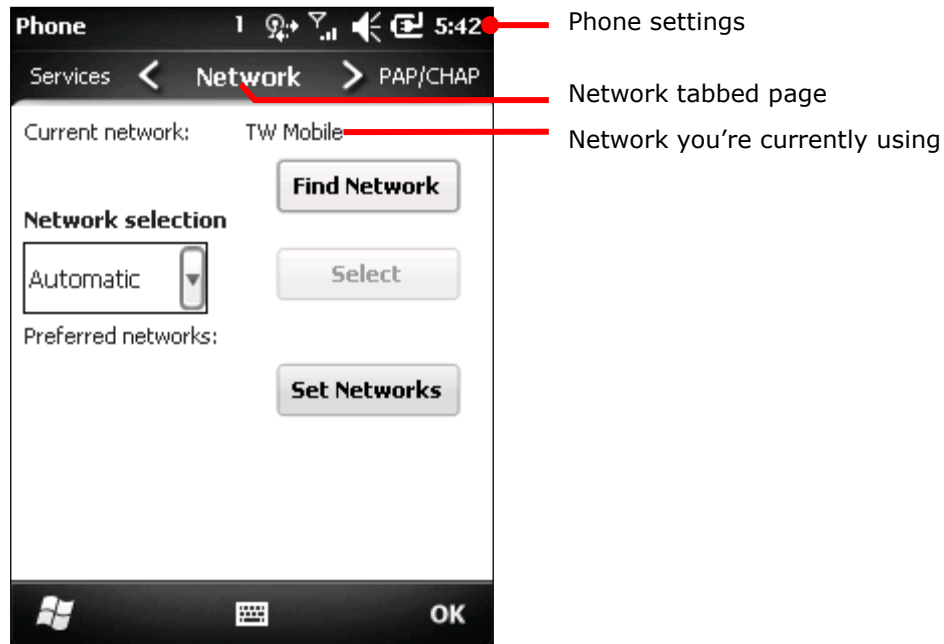 Phone 1 5:42
Phone settings
Services Network PAP/CHAP
Network tabbed page
Current network: TW Mobile
Network you're currently using
Find Network
Network selection
Automatic
Select
Preferred networks:
Set Networks
OK